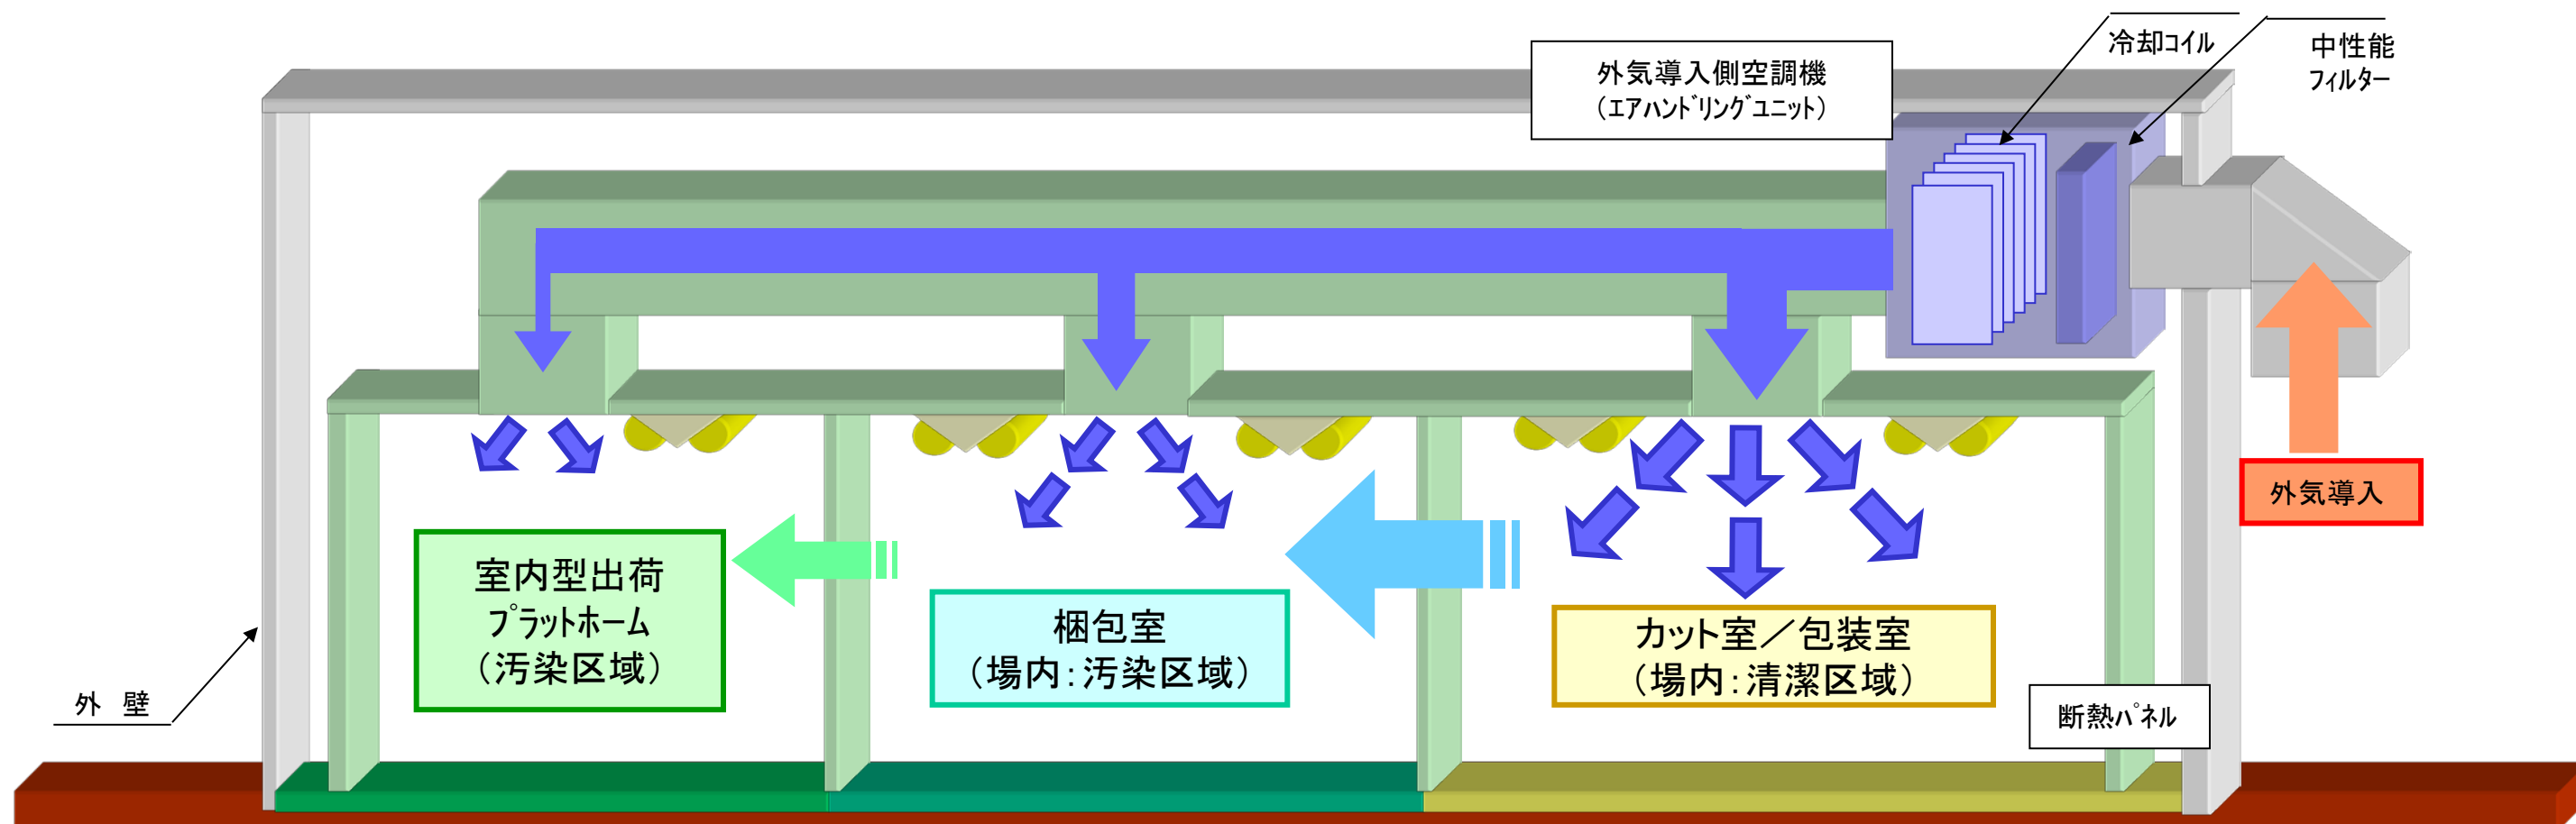 冷却ｺｲﾙ
中性能
ﾌｨﾙﾀｰ
外気導入側空調機
（ｴｱﾊﾝﾄﾞﾘﾝｸﾞﾕﾆｯﾄ）
外気導入
室内型出荷
ﾌﾟﾗｯﾄﾎｰﾑ
（汚染区域）
梱包室
（場内：汚染区域）
カット室／包装室
（場内：清潔区域）
断熱ﾊﾟﾈﾙ
外　壁